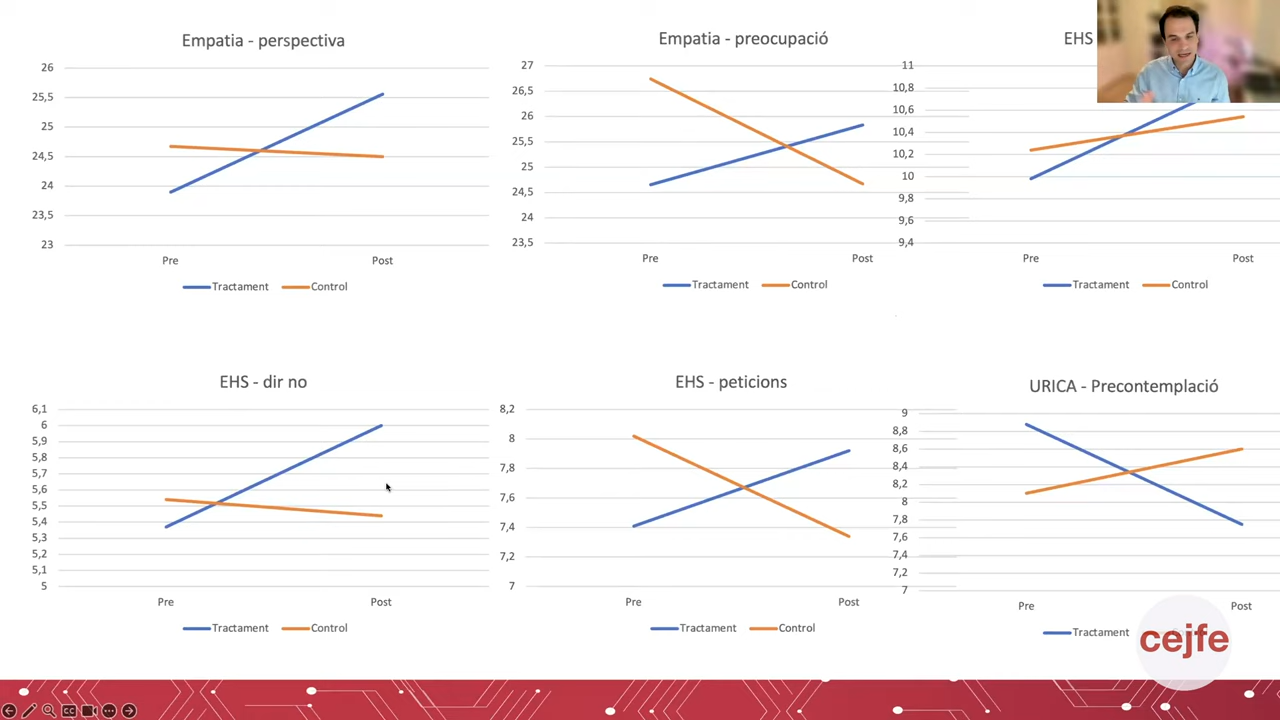 Empatia - perspectiva
26
25,5
25
24,5
24
23,5
23
Pre
Post
Tractament
Control
Empatia - preocupació
27
26,5
26
25,5
25
24,5
24
23,5
Pre
Post
Tractament
Control
EHS
11
10,8
10,6
10,4
10,2
10
9,8
9,6
9,4
Pre
Post
Tractament
Control
EHS - dir no
6,1
6
5,9
5,8
5,7
5,6
5,5
5,4
5,3
5,2
5,1
5
Pre
Post
Tractament
Control
EHS - peticions
8,2
8
7,8
7,6
7,4
7,2
7
Pre
Post
Tractament
Control
URICA - Precontemplació
9
8,8
8,6
8,4
8,2
8
7,8
7,6
7,4
7,2
7
Pre
Post
Tractament
cejfe
CC